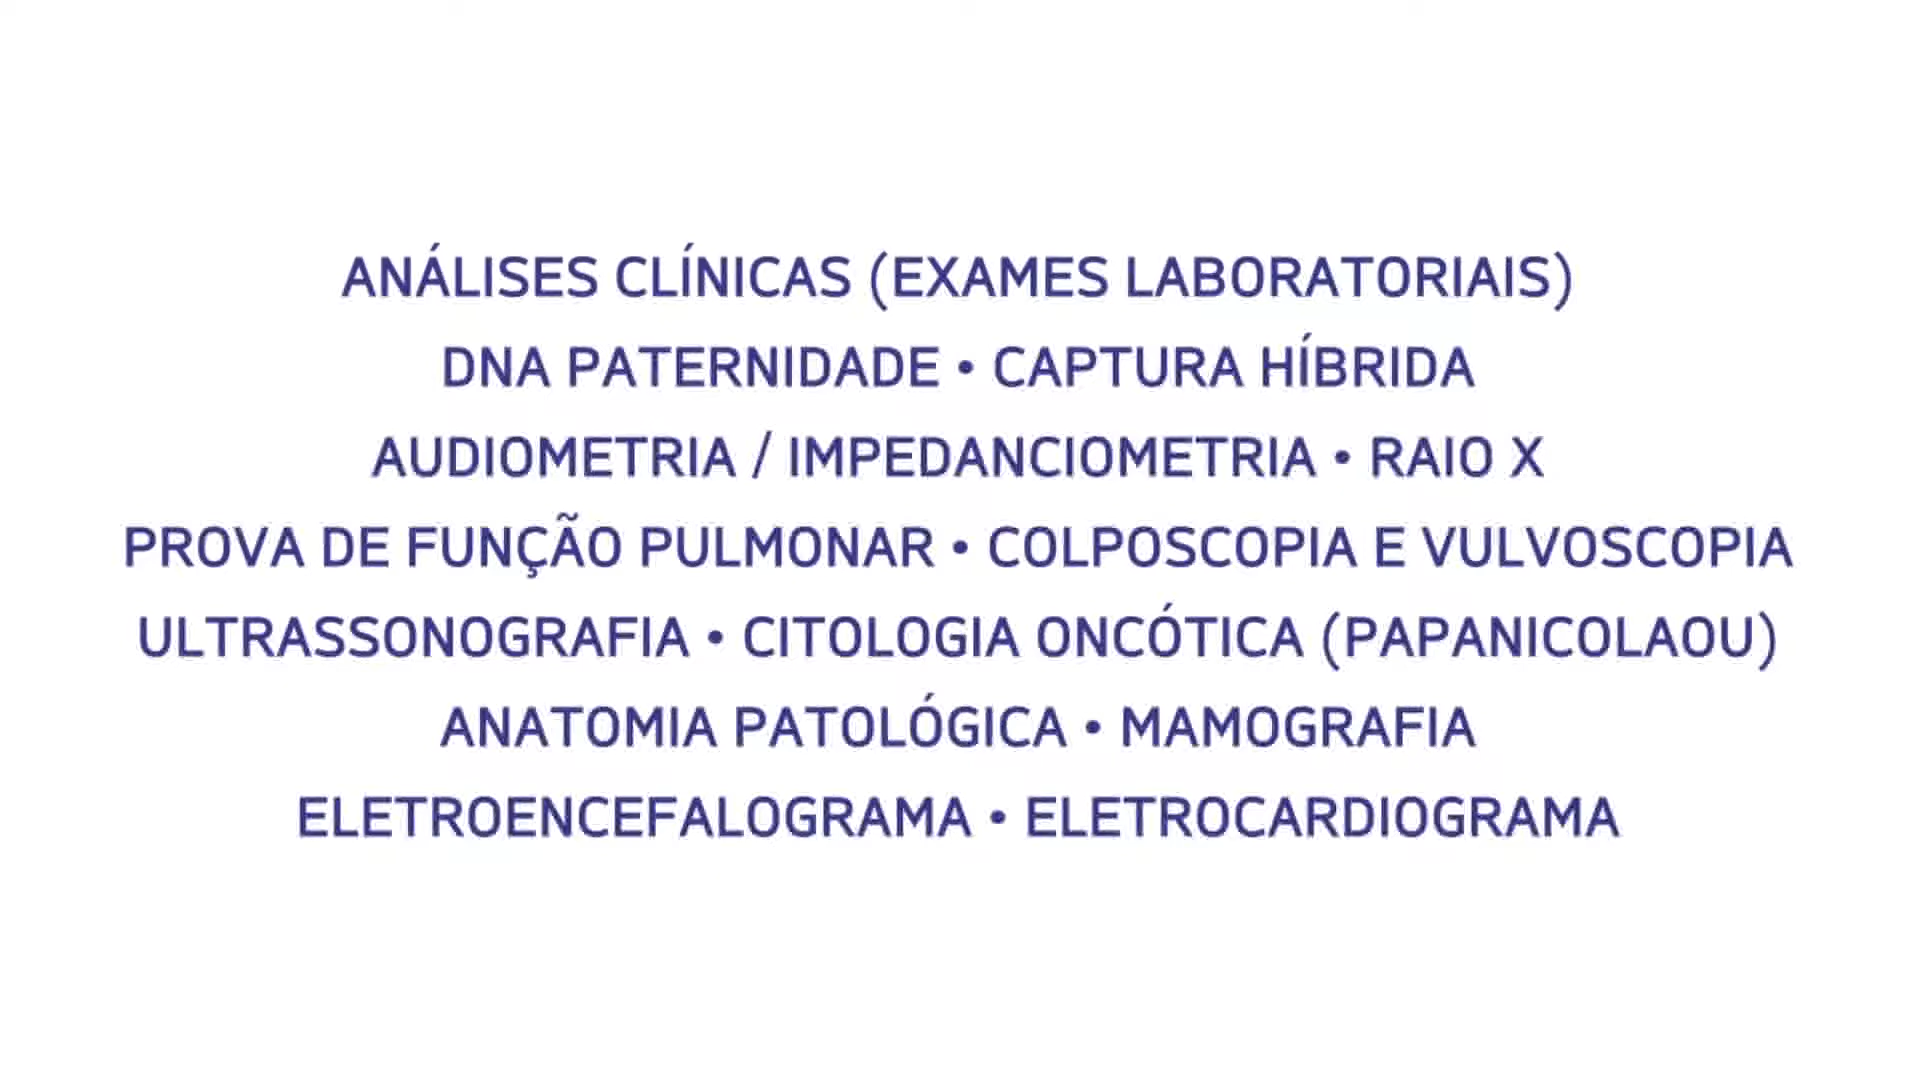 ANÁLISES CLÍNICAS (EXAMES LABORATORIAIS)
DNA PATERNIDADE • CAPTURA HÍBRIDA
AUDIOMETRIA / IMPEDANCIOMETRIA • RAIO X
PROVA DE FUNÇÃO PULMONAR • COLPOSCOPIA E VULVOSCOPIA
ULTRASSONOGRAFIA • CITOLOGIA ONCÓTICA (PAPANICOLAOU)
ANATOMIA PATOLÓGICA • MAMOGRAFIA
ELETROENCEFALOGRAMA • ELETROCARDIOGRAMA